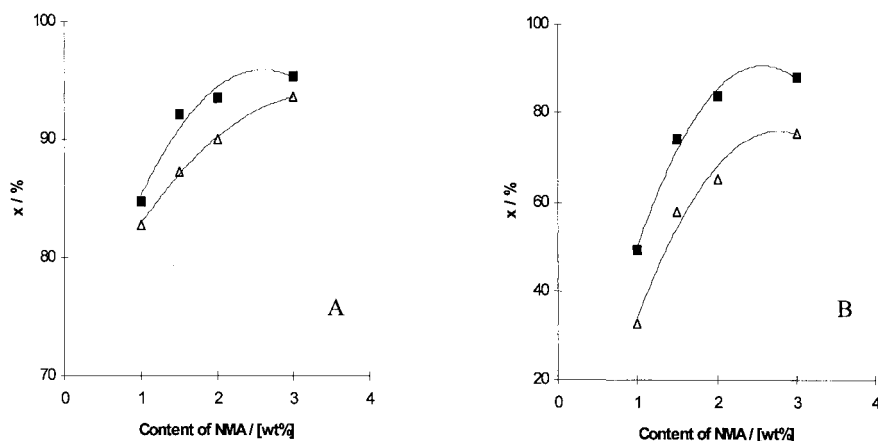 100
90
80
70
x / %
0 1 2 3 4
Content of NMA / [wt%]
A
100
80
60
40
20
x / %
0 1 2 3 4
Content of NMA / [wt%]
B